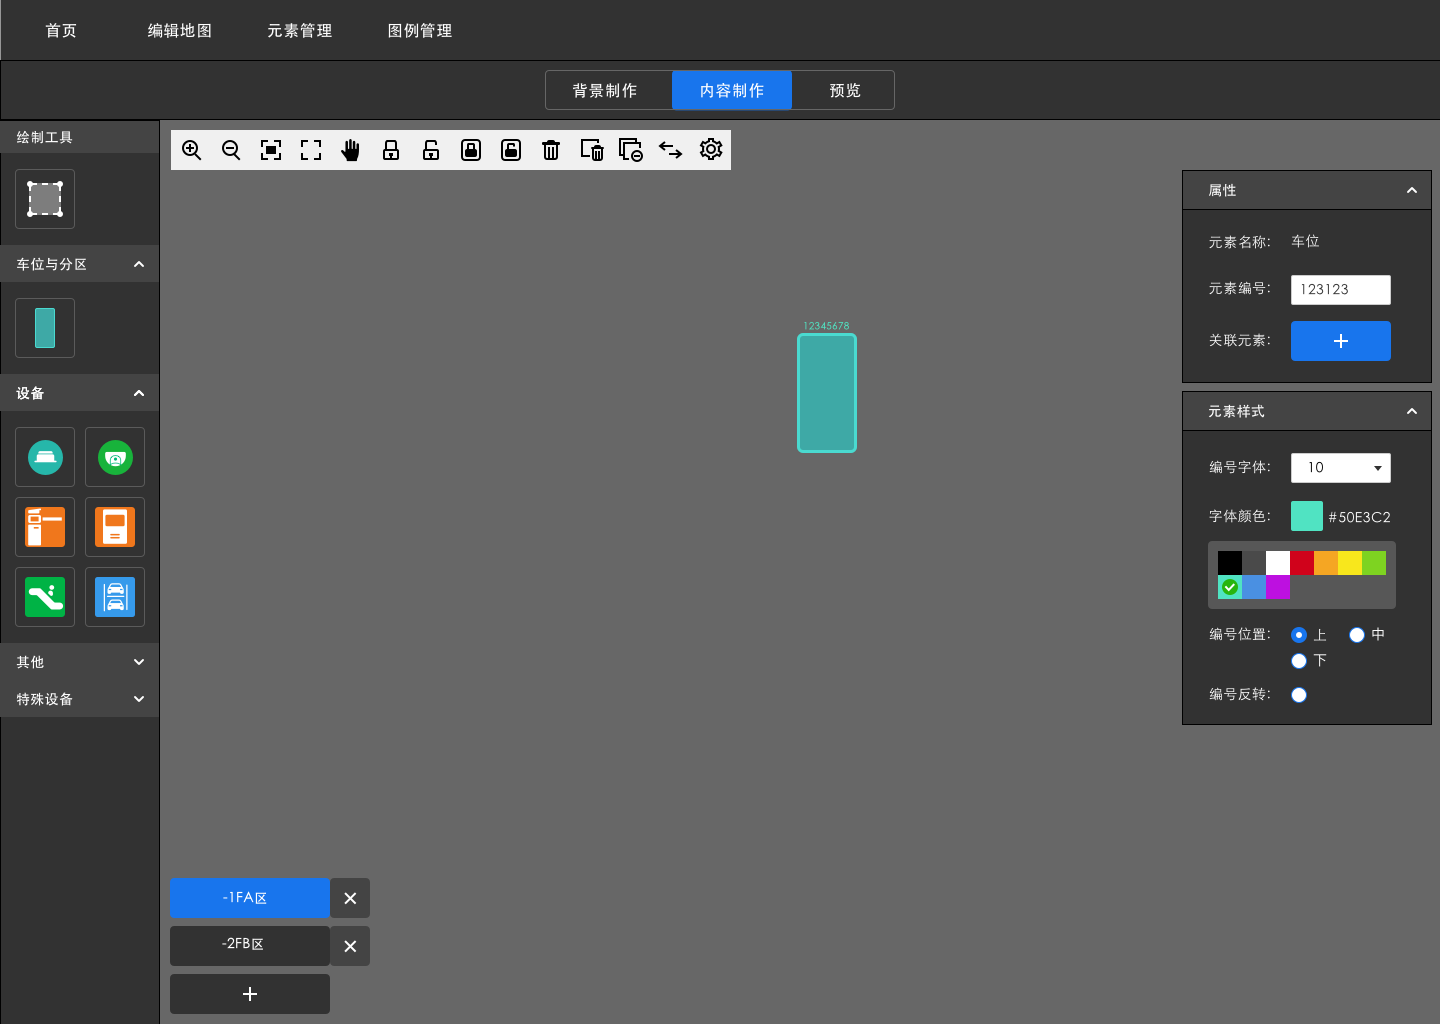 首页 编辑地图 元素管理 图例管理
背景制作 内容制作 预览
绘制工具
车位与分区
设备
其他
特殊设备
12345678
属性
元素名称: 车位
元素编号: 123123
关联元素:
元素样式
编号字体: 10
字体颜色: #50E3C2
编号位置: 上 中
下
编号反转:
-1FA区
-2FB区